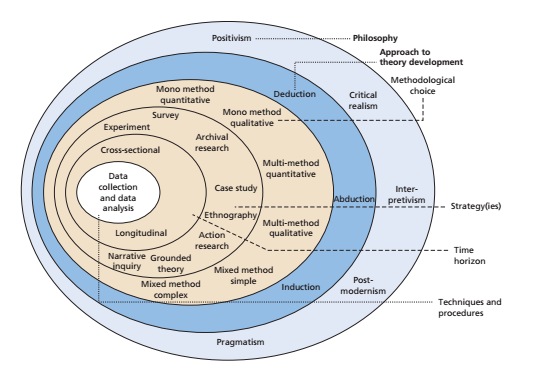 Positivism
Philosophy
Approach to
theory development
Methodological
choice
Mono method
quantitative
Deduction
Critical
realism
Survey
Mono method
qualitative
Experiment
Archival
research
Cross-sectional
Multi-method
quantitative
Data
collection
and data
analysis
Case study
Abduction
Inter-
pretivism
Strategy(ies)
Ethnography
Multi-method
qualitative
Longitudinal
Action
research
Time
horizon
Narrative
inquiry
Grounded
theory
Mixed method
simple
Mixed method
complex
Induction
Post-
modernism
Techniques and
procedures
Pragmatism